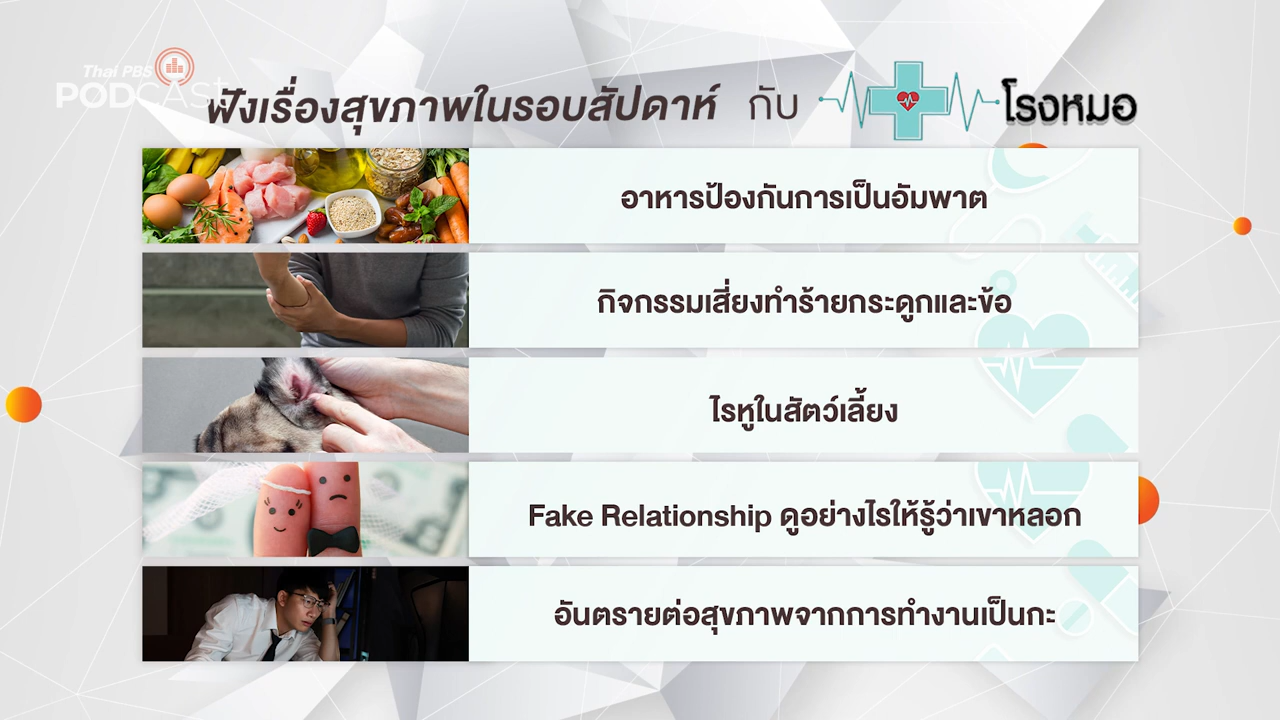 Thai PBS
PODCAST
ฟังเรื่องสุขภาพในรอบสัปดาห์ กับ โรงหมอ
อาหารป้องกันการเป็นอัมพาต
กิจกรรมเสี่ยงทำร้ายกระดูกและข้อ
ไรหูในสัตว์เลี้ยง
Fake Relationship ดูอย่างไรให้รู้ว่าเขาหลอก
อันตรายต่อสุขภาพจากการทำงานเป็นกะ